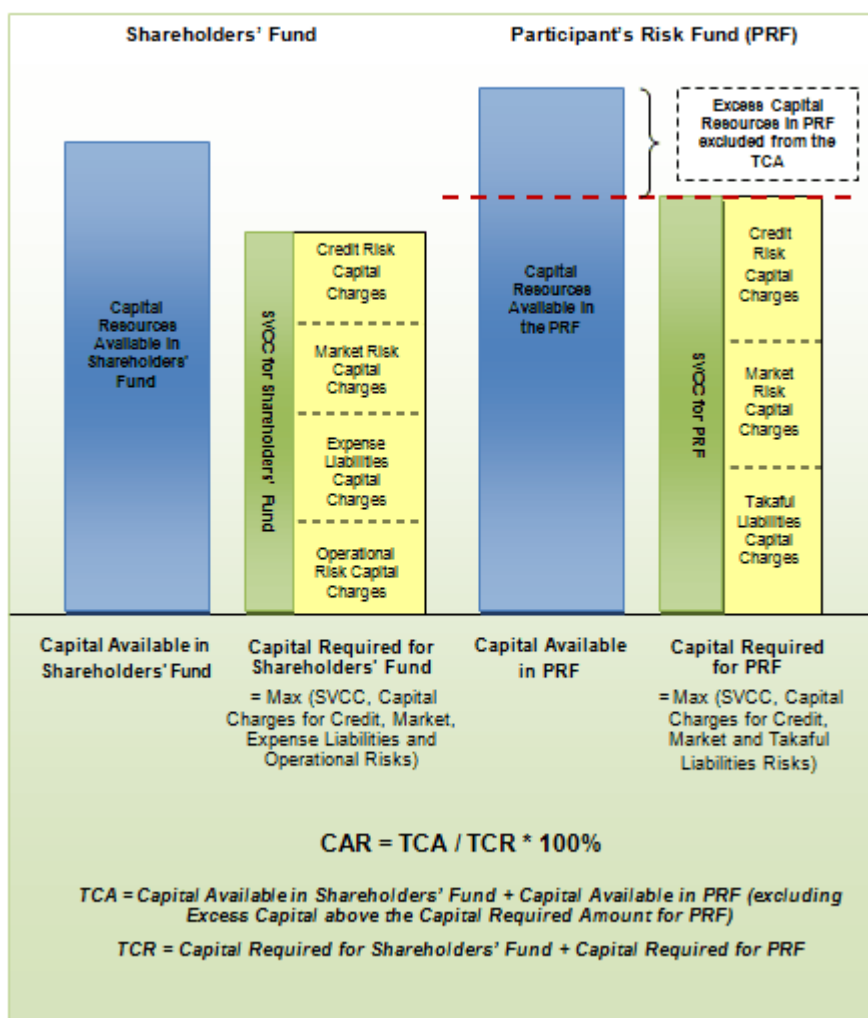 Shareholders' Fund
Participant's Risk Fund (PRF)
Excess Capital
Resources in PRF
excluded from the
TCA
Capital
Resources
Available in
Shareholders'
Fund
SVCC for Shareholders' Fund
Credit Risk
Capital
Charges
Market Risk
Capital
Charges
Expense
Liabilities
Capital
Charges
Operational
Risk Capital
Charges
Capital
Resources
Available in
the PRF
SVCC for PRF
Credit
Risk
Capital
Charges
Market
Risk
Capital
Charges
Takaful
Liabilities
Capital
Charges
Capital Available in
Shareholders' Fund
Capital Required for
Shareholders' Fund
= Max (SVCC, Capital
Charges for Credit, Market,
Expense Liabilities and
Operational Risks)
Capital Available
in PRF
Capital Required
for PRF
= Max (SVCC, Capital
Charges for Credit,
Market and Takaful
Liabilities Risks)
CAR = TCA / TCR * 100%
TCA = Capital Available in Shareholders' Fund + Capital Available in PRF (excluding
Excess Capital above the Capital Required Amount for PRF)
TCR = Capital Required for Shareholders' Fund + Capital Required for PRF